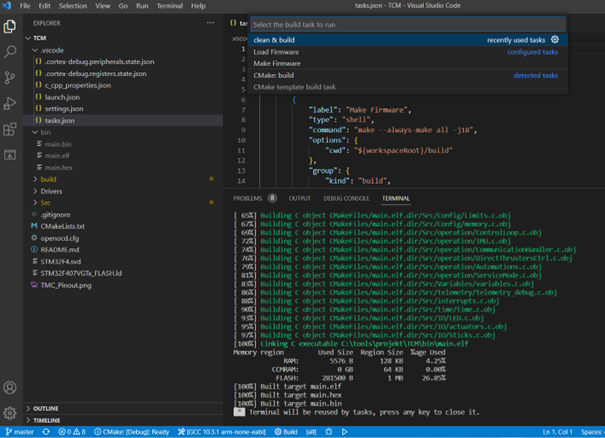 File Edit Selection View Go Run Terminal Help
tasks.json - TCM - Visual Studio Code
EXPLORER
TCM
.vscode
.cortex-debug.peripherals.state.json
.cortex-debug.registers.state.json
c_cpp_properties.json
launch.json
settings.json
tasks.json
bin
main.bin
main.elf
main.hex
build
Drivers
Src
.gitignore
CMakeLists.txt
openocd.cfg
README.md
STM32F4.svd
STM32F407VGTx_FLASH.ld
TMC_Pinout.png
OUTLINE
TIMELINE
Select the build task to run
clean & build recently used tasks
Load Firmware configured tasks
Make Firmware
CMake: build detected tasks
CMake template build task
6 {
7 "label": "Make Firmware",
8 "type": "shell",
9 "command": "make --always-make all -j18",
10 "options": {
11 "cwd": "${workspaceRoot}/build"
12 },
13 "group": {
14 "kind": "build",
PROBLEMS 8 OUTPUT DEBUG CONSOLE TERMINAL
[ 65%] Building C object CMakeFiles/main.elf.dir/Src/Config/Limits.c.obj
[ 67%] Building C object CMakeFiles/main.elf.dir/Src/Config/memory.c.obj
[ 69%] Building C object CMakeFiles/main.elf.dir/Src/operation/ControlLoop.c.obj
[ 72%] Building C object CMakeFiles/main.elf.dir/Src/operation/IMU.c.obj
[ 74%] Building C object CMakeFiles/main.elf.dir/Src/operation/CommunicationHandler.c.obj
[ 76%] Building C object CMakeFiles/main.elf.dir/Src/operation/DirectThrustersCtrl.c.obj
[ 79%] Building C object CMakeFiles/main.elf.dir/Src/operation/Automations.c.obj
[ 81%] Building C object CMakeFiles/main.elf.dir/Src/operation/ServiceMode.c.obj
[ 83%] Building C object CMakeFiles/main.elf.dir/Src/Variables/variables.c.obj
[ 86%] Building C object CMakeFiles/main.elf.dir/Src/telemetry/telemetry_debug.c.obj
[ 88%] Building C object CMakeFiles/main.elf.dir/Src/interrupts.c.obj
[ 90%] Building C object CMakeFiles/main.elf.dir/Src/time/time.c.obj
[ 93%] Building C object CMakeFiles/main.elf.dir/Src/IO/LED.c.obj
[ 95%] Building C object CMakeFiles/main.elf.dir/Src/IO/actuators.c.obj
[ 97%] Building C object CMakeFiles/main.elf.dir/Src/IO/Sticks.c.obj
[100%] Linking C executable C:\tools\projekt\TCM\bin\main.elf
Memory region Used Size Region Size %age Used
RAM: 5576 B 128 KB 4.25%
CCMRAM: 0 GB 64 KB 0.00%
FLASH: 281500 B 1 MB 26.85%
[100%] Built target main.elf
[100%] Built target main.hex
[100%] Built target main.bin
* Terminal will be reused by tasks, press any key to close it.
master 0 8 CMake: [Debug]: Ready [GCC 10.3.1 arm-none-eabi] Build [all] Ln 1, Col 1 Spaces: